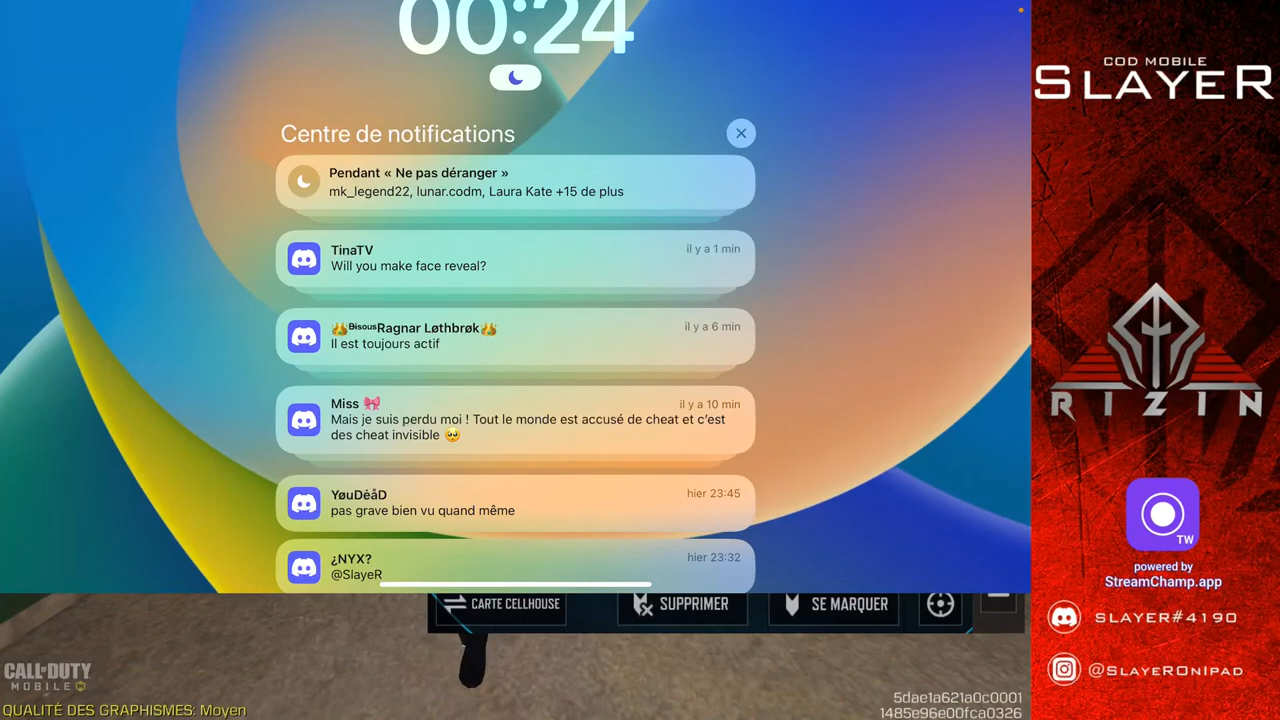 00:24
Centre de notifications
Pendant « Ne pas déranger »
mk_legend22, lunar.codm, Laura Kate +15 de plus
TinaTV
il y a 1 min
Will you make face reveal?
👑ᴮⁱˢᵒᵘˢRagnar Løthbrøk👑
il y a 6 min
Il est toujours actif
Miss 🎀
il y a 10 min
Mais je suis perdu moi ! Tout le monde est accusé de cheat et c’est
des cheat invisible 🥺
YøuDėåD
hier 23:45
pas grave bien vu quand même
¿NYX?
hier 23:32
@SlayeR
CARTE CELLHOUSE
SUPPRIMER
SE MARQUER
CALL OF DUTY
MOBILE
QUALITÉ DES GRAPHISMES: Moyen
5dae1a621a0c0001
1485e96e00fca0326
COD MOBILE
SLAYER
RIZIN
TW
powered by
StreamChamp.app
SLAYER#4190
@SLAYERONIPAD